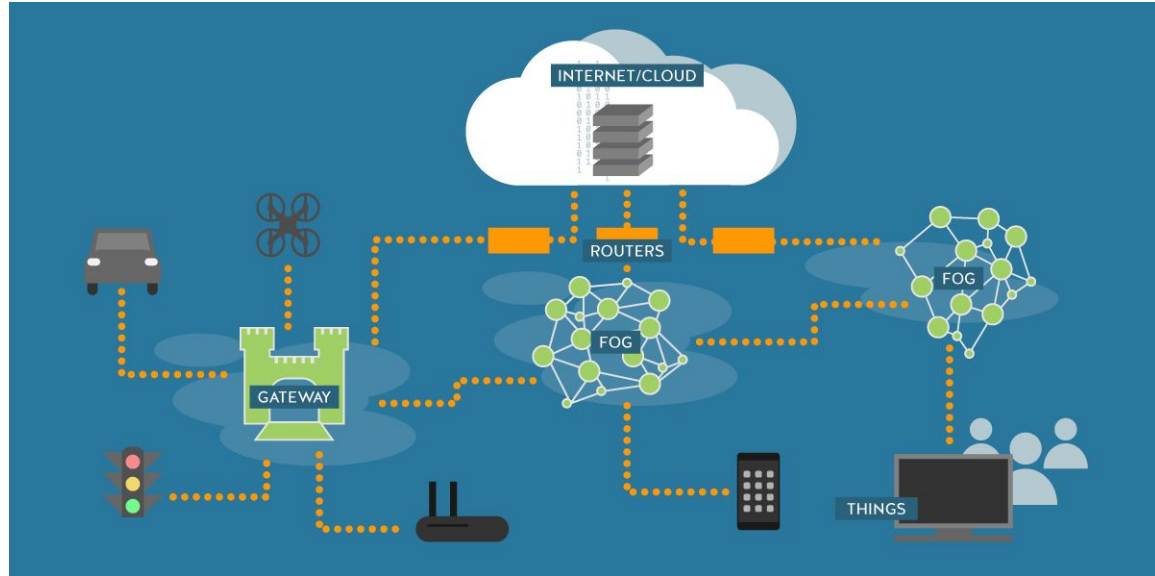 INTERNET/CLOUD
ROUTERS
FOG
FOG
GATEWAY
THINGS